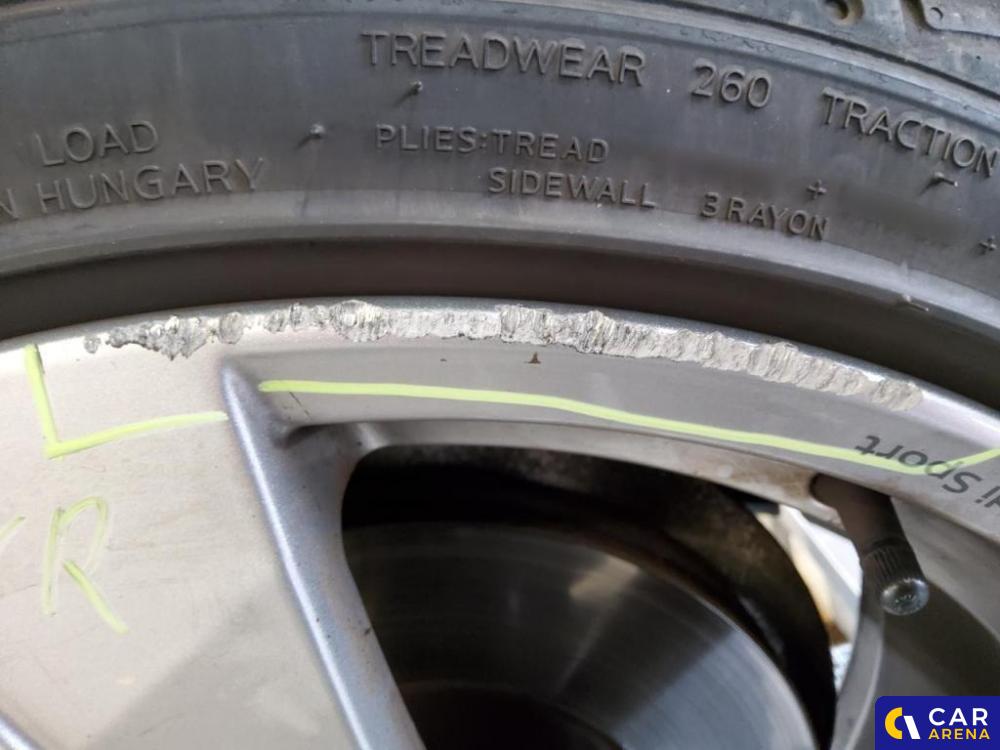 TREADWEAR 260 TRACTION
LOAD
PLIES:TREAD
N HUNGARY
SIDEWALL 3 RAYON
i Sport
L
R
CAR
ARENA